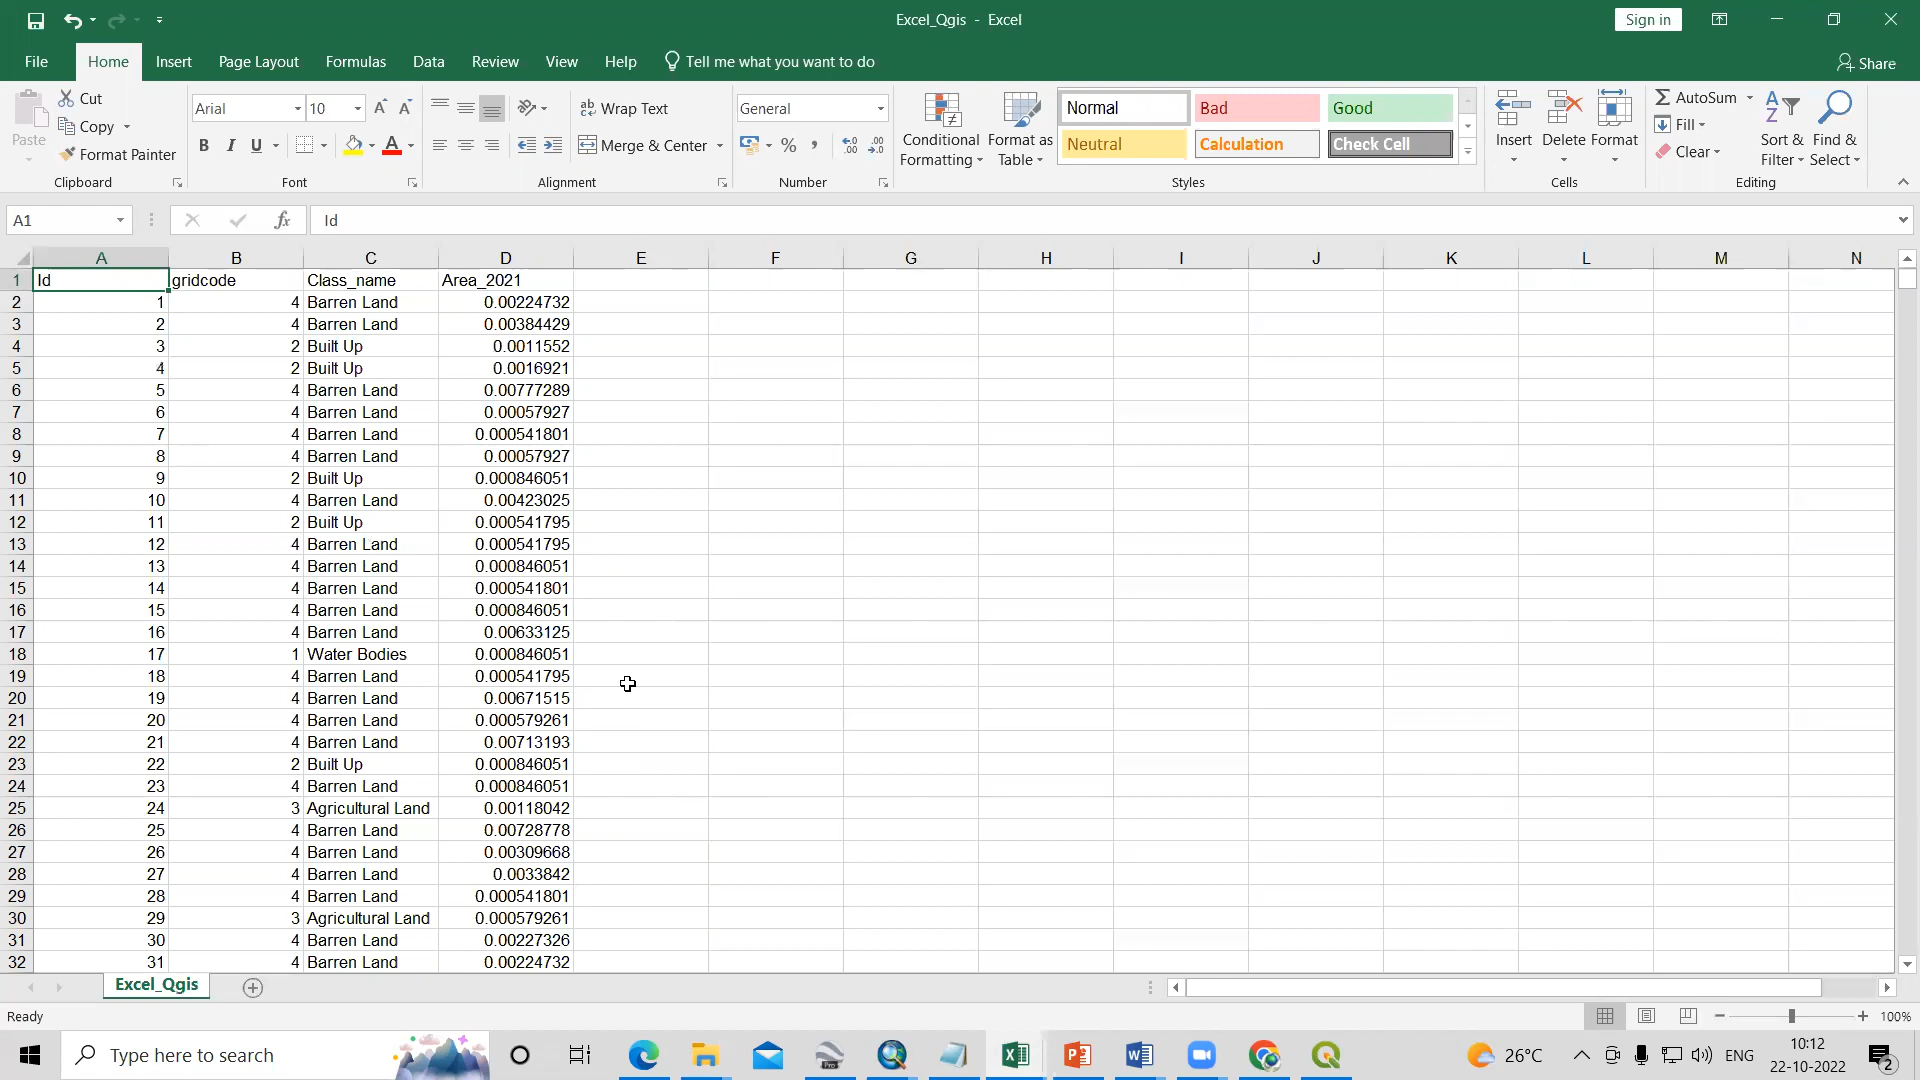 Excel_Qgis - Excel
Sign in
File Home Insert Page Layout Formulas Data Review View Help Tell me what you want to do Share
Paste
Cut
Copy
Format Painter
Clipboard
Arial 10
B I U
Font
Wrap Text
Merge & Center
Alignment
General
%
Number
Conditional Formatting
Format as Table
Normal Bad Good
Neutral Calculation Check Cell
Styles
Insert Delete Format
Cells
AutoSum
Fill
Clear
Sort & Filter
Find & Select
Editing
A1 fx Id
A B C D E F G H I J K L M N
1 Id gridcode Class_name Area_2021
2 1 4 Barren Land 0.00224732
3 2 4 Barren Land 0.00384429
4 3 2 Built Up 0.0011552
5 4 2 Built Up 0.0016921
6 5 4 Barren Land 0.00777289
7 6 4 Barren Land 0.00057927
8 7 4 Barren Land 0.000541801
9 8 4 Barren Land 0.00057927
10 9 2 Built Up 0.000846051
11 10 4 Barren Land 0.00423025
12 11 2 Built Up 0.000541795
13 12 4 Barren Land 0.000541795
14 13 4 Barren Land 0.000846051
15 14 4 Barren Land 0.000541801
16 15 4 Barren Land 0.000846051
17 16 4 Barren Land 0.00633125
18 17 1 Water Bodies 0.000846051
19 18 4 Barren Land 0.000541795
20 19 4 Barren Land 0.00671515
21 20 4 Barren Land 0.000579261
22 21 4 Barren Land 0.00713193
23 22 2 Built Up 0.000846051
24 23 4 Barren Land 0.000846051
25 24 3 Agricultural Land 0.00118042
26 25 4 Barren Land 0.00728778
27 26 4 Barren Land 0.00309668
28 27 4 Barren Land 0.0033842
29 28 4 Barren Land 0.000541801
30 29 3 Agricultural Land 0.000579261
31 30 4 Barren Land 0.00227326
32 31 4 Barren Land 0.00224732
Excel_Qgis
Ready
100%
Type here to search
26°C
ENG
10:12
22-10-2022
2